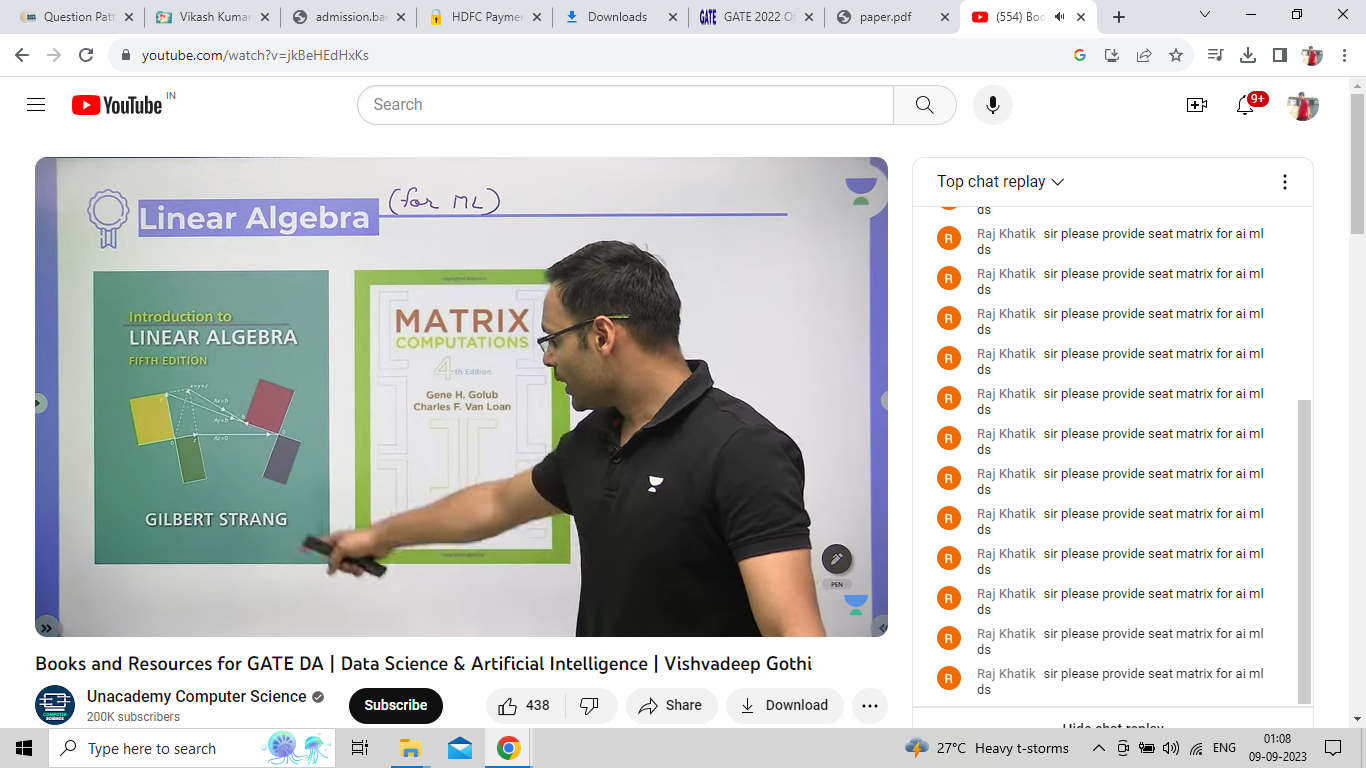 Question Patt
Vikash Kumar
admission.ba
HDFC Paymer
Downloads
GATE
GATE 2022 Of
paper.pdf
(554) Boo
youtube.com/watch?v=jkBeHEdHxKs
YouTube
IN
Search
9+
Linear Algebra
(for ML)
Introduction to
LINEAR ALGEBRA
FIFTH EDITION
GILBERT STRANG
MATRIX
COMPUTATIONS
4th Edition
Gene H. Golub
Charles F. Van Loan
PEN
Books and Resources for GATE DA | Data Science & Artificial Intelligence | Vishvadeep Gothi
COMPUTER
SCIENCE
Unacademy Computer Science
200K subscribers
Subscribe
438
Share
Download
Top chat replay
ds
R Raj Khatik sir please provide seat matrix for ai ml
ds
R Raj Khatik sir please provide seat matrix for ai ml
ds
R Raj Khatik sir please provide seat matrix for ai ml
ds
R Raj Khatik sir please provide seat matrix for ai ml
ds
R Raj Khatik sir please provide seat matrix for ai ml
ds
R Raj Khatik sir please provide seat matrix for ai ml
ds
R Raj Khatik sir please provide seat matrix for ai ml
ds
R Raj Khatik sir please provide seat matrix for ai ml
ds
R Raj Khatik sir please provide seat matrix for ai ml
ds
R Raj Khatik sir please provide seat matrix for ai ml
ds
R Raj Khatik sir please provide seat matrix for ai ml
ds
R Raj Khatik sir please provide seat matrix for ai ml
ds
Hide chat replay
Type here to search
27°C Heavy t-storms
ENG
01:08
09-09-2023